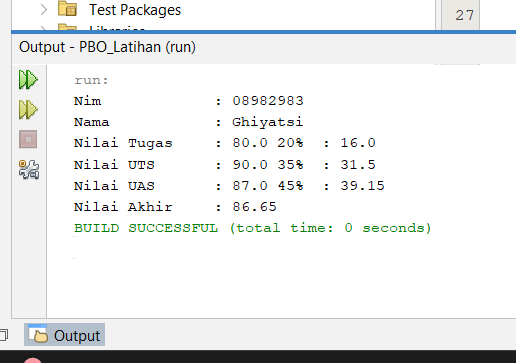 Test Packages
Libraries
27
Output - PBO_Latihan (run)
run:
Nim : 08982983
Nama : Ghiyatsi
Nilai Tugas : 80.0 20% : 16.0
Nilai UTS : 90.0 35% : 31.5
Nilai UAS : 87.0 45% : 39.15
Nilai Akhir : 86.65
BUILD SUCCESSFUL (total time: 0 seconds)
Output